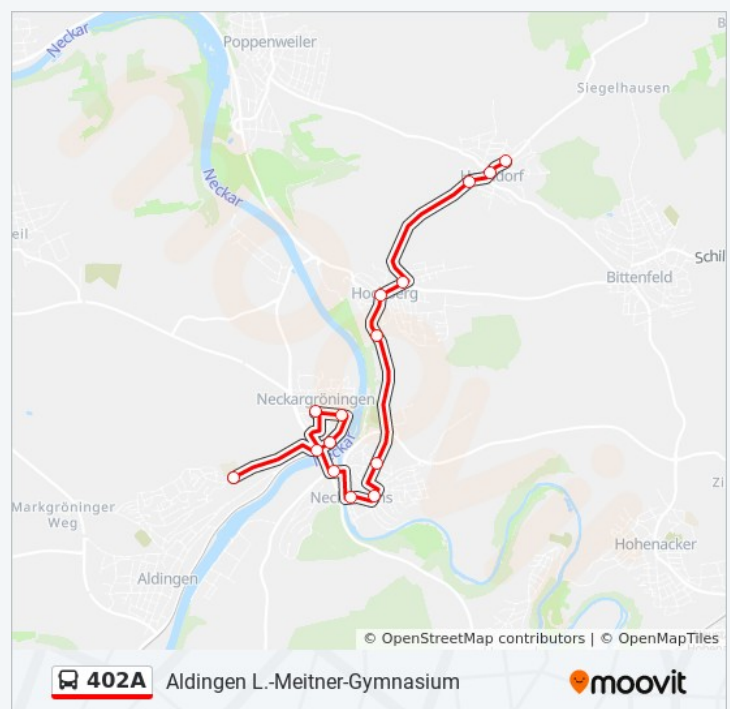 Neckar
Poppenweiler
Siegelhausen
Neckar
eil
Schil
Bittenfeld
Neckargröningen
Zi
Markgröninger
Weg
Hohenacker
Aldingen
© OpenStreetMap contributors | © OpenMapTiles
402A
Aldingen L.-Meitner-Gymnasium
moovit